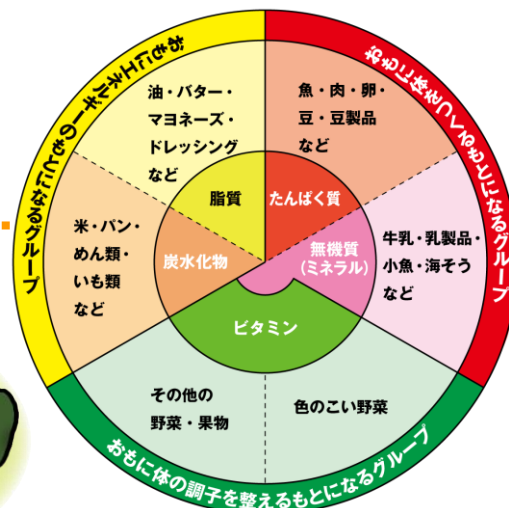 おもにエネルギーのもとになるグループ
おもに体をつくるもとになるグループ
油・バター・
マヨネーズ・
ドレッシング
など
魚・肉・卵・
豆・豆製品
など
脂質
たんぱく質
米・パン・
めん類・
いも類
など
炭水化物
無機質
(ミネラル)
牛乳・乳製品・
小魚・海そう
など
ビタミン
その他の
野菜・果物
色のこい野菜
おもに体の調子を整えるもとになるグループ